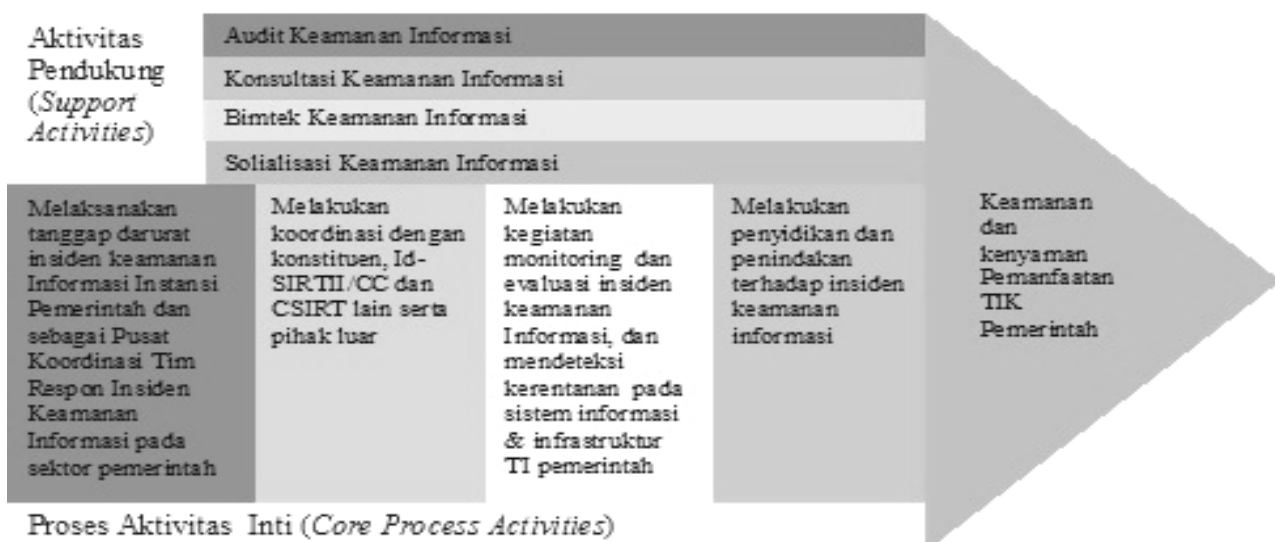 Aktivitas
Pendukung
(Support
Activities)
Audit Keamanan Informasi
Konsultasi Keamanan Informasi
Bimtek Keamanan Informasi
Solialisasi Keamanan Informasi
Melaksanakan
tanggap darurat
insiden keamanan
Informasi Instansi
Pemerintah dan
sebagai Pusat
Koordinasi Tim
Respon Insiden
Keamanan
Informasi pada
sektor pemerintah
Melakukan
koordinasi dengan
konstituen, Id-
SIRTII/CC dan
CSIRT lain serta
pihak luar
Melakukan
kegiatan
monitoring dan
evaluasi insiden
keamanan
Informasi, dan
mendeteksi
kerentanan pada
sistem informasi
& infrastruktur
TI pemerintah
Melakukan
penyidikan dan
penindakan
terhadap insiden
keamanan
informasi
Keamanan
dan
kenyaman
Pemanfaatan
TIK
Pemerintah
Proses Aktivitas Inti (Core Process Activities)